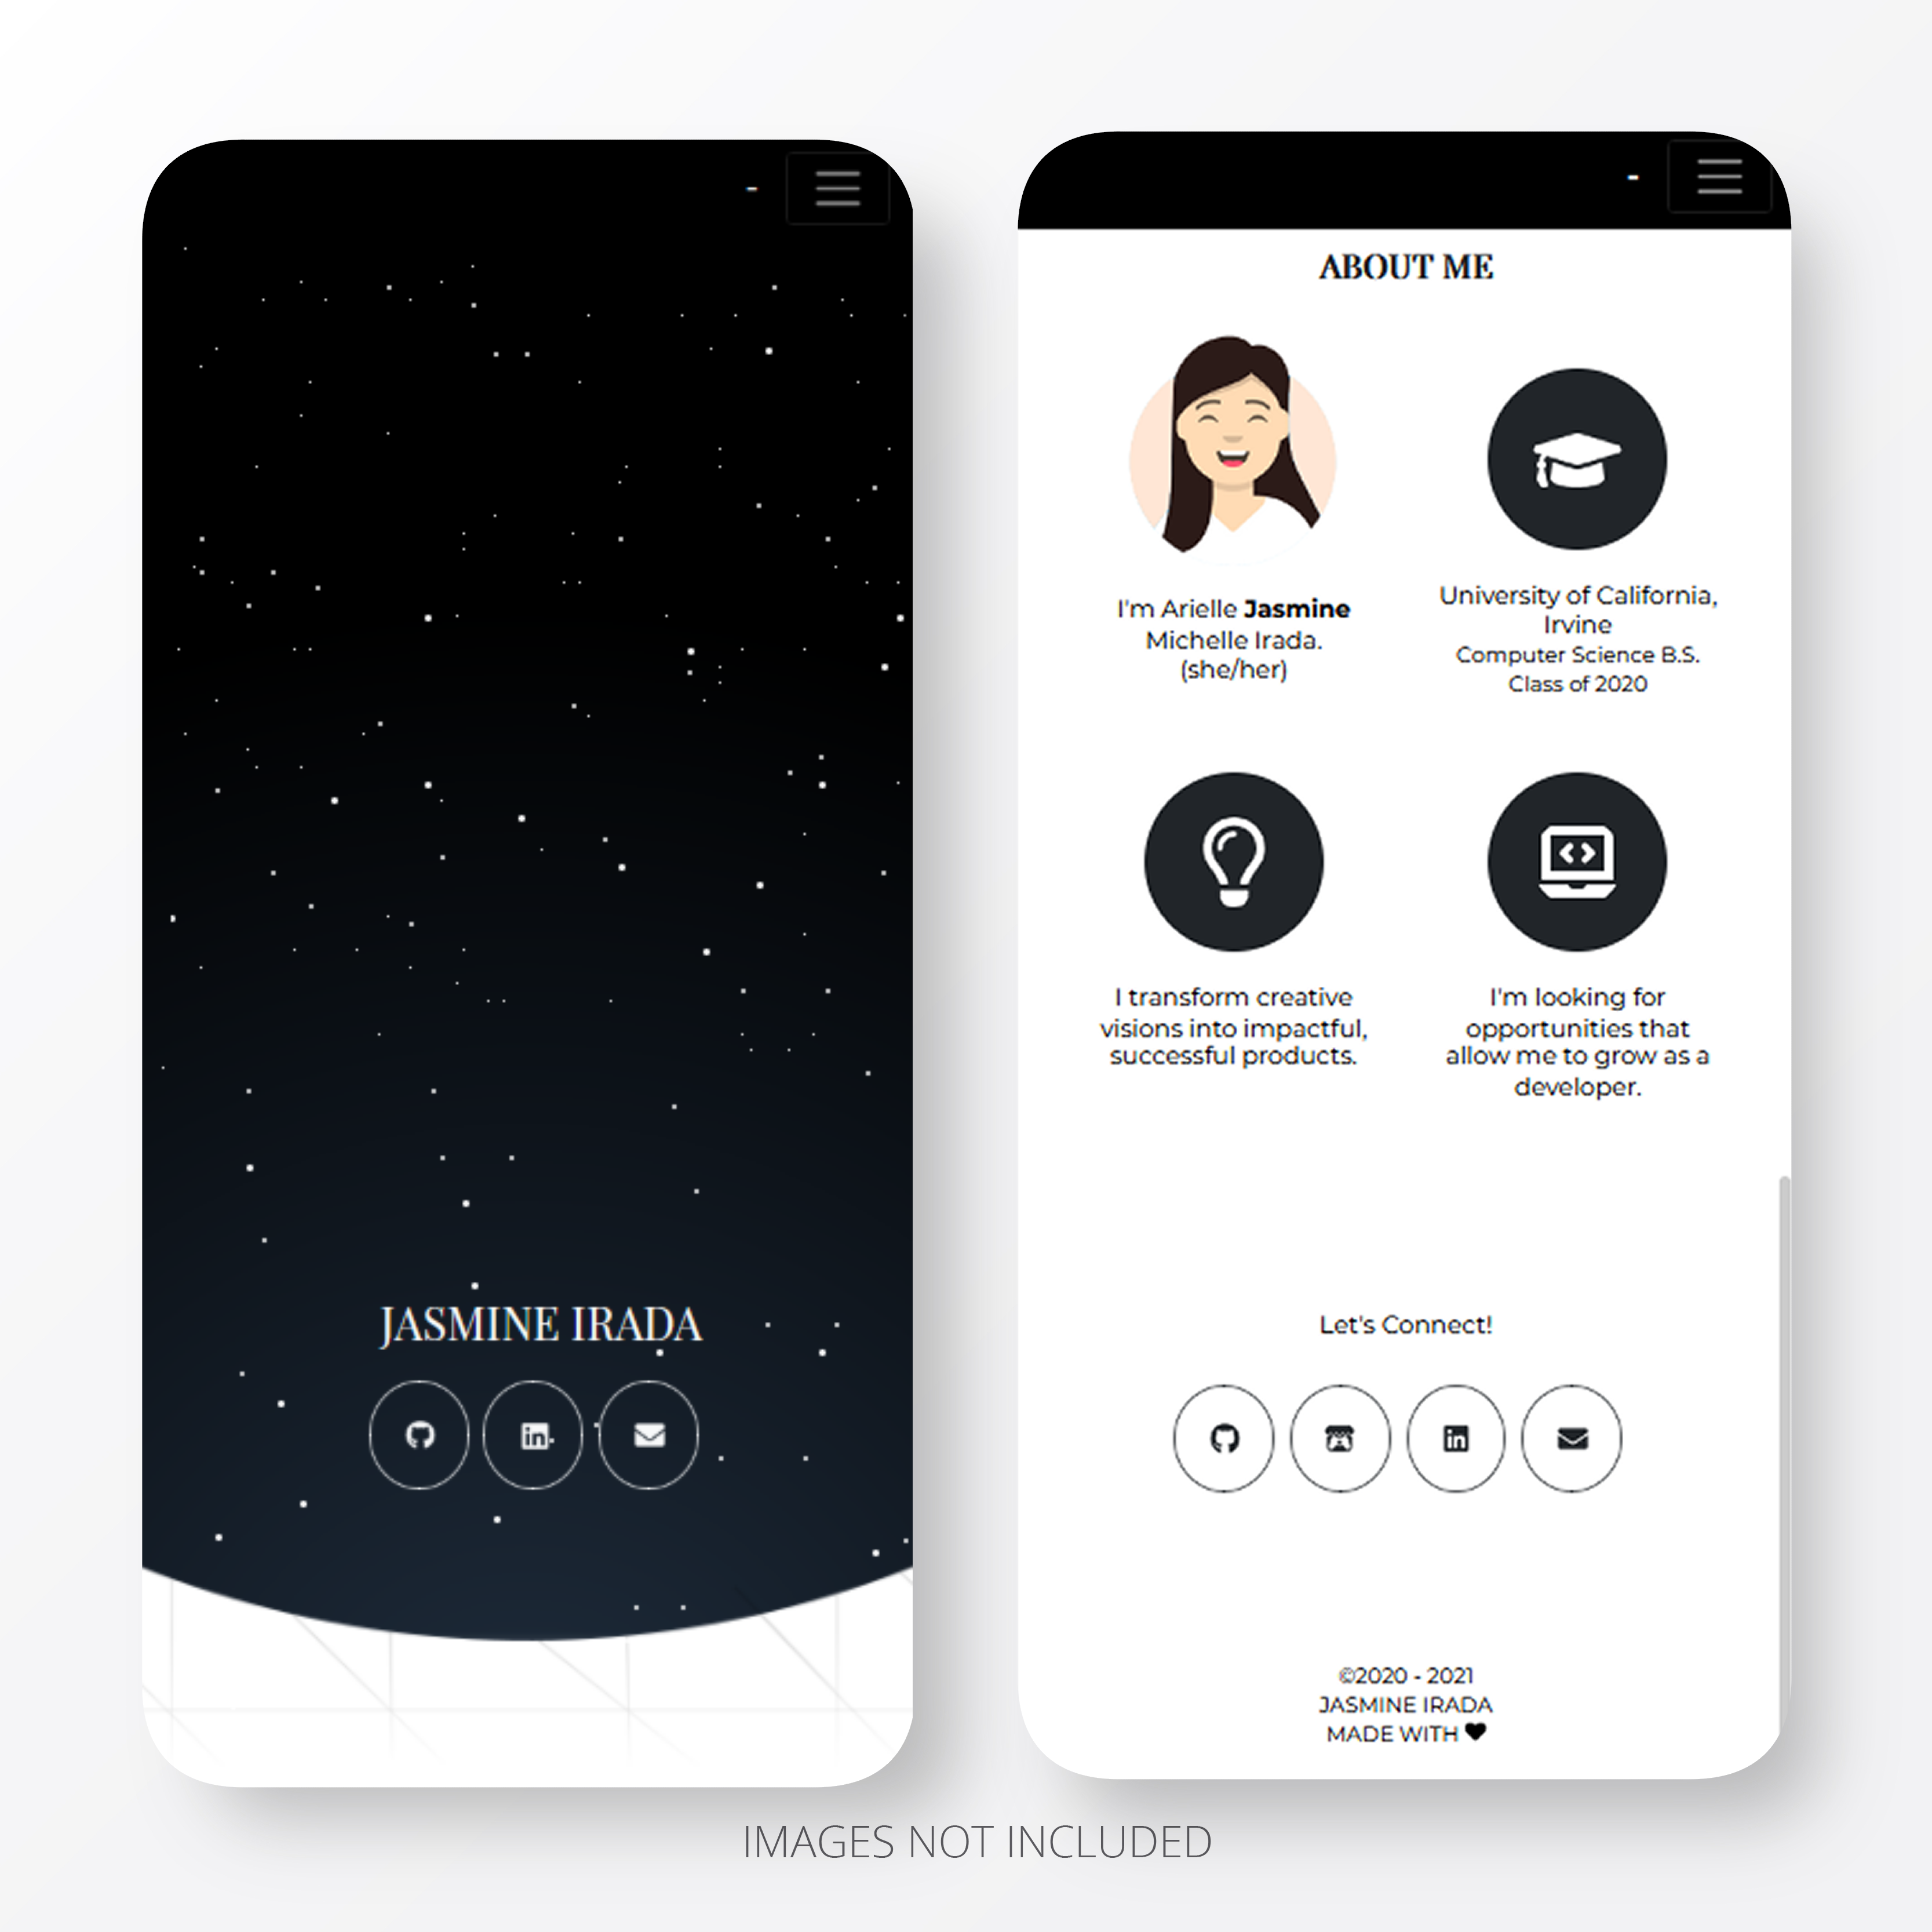 -
JASMINE IRADA
in
-
ABOUT ME
I'm Arielle Jasmine
Michelle Irada.
(she/her)
University of California,
Irvine
Computer Science B.S.
Class of 2020
I transform creative
visions into impactful,
successful products.
I'm looking for
opportunities that
allow me to grow as a
developer.
Let's Connect!
in
©2020 - 2021
JASMINE IRADA
MADE WITH ♥
IMAGES NOT INCLUDED